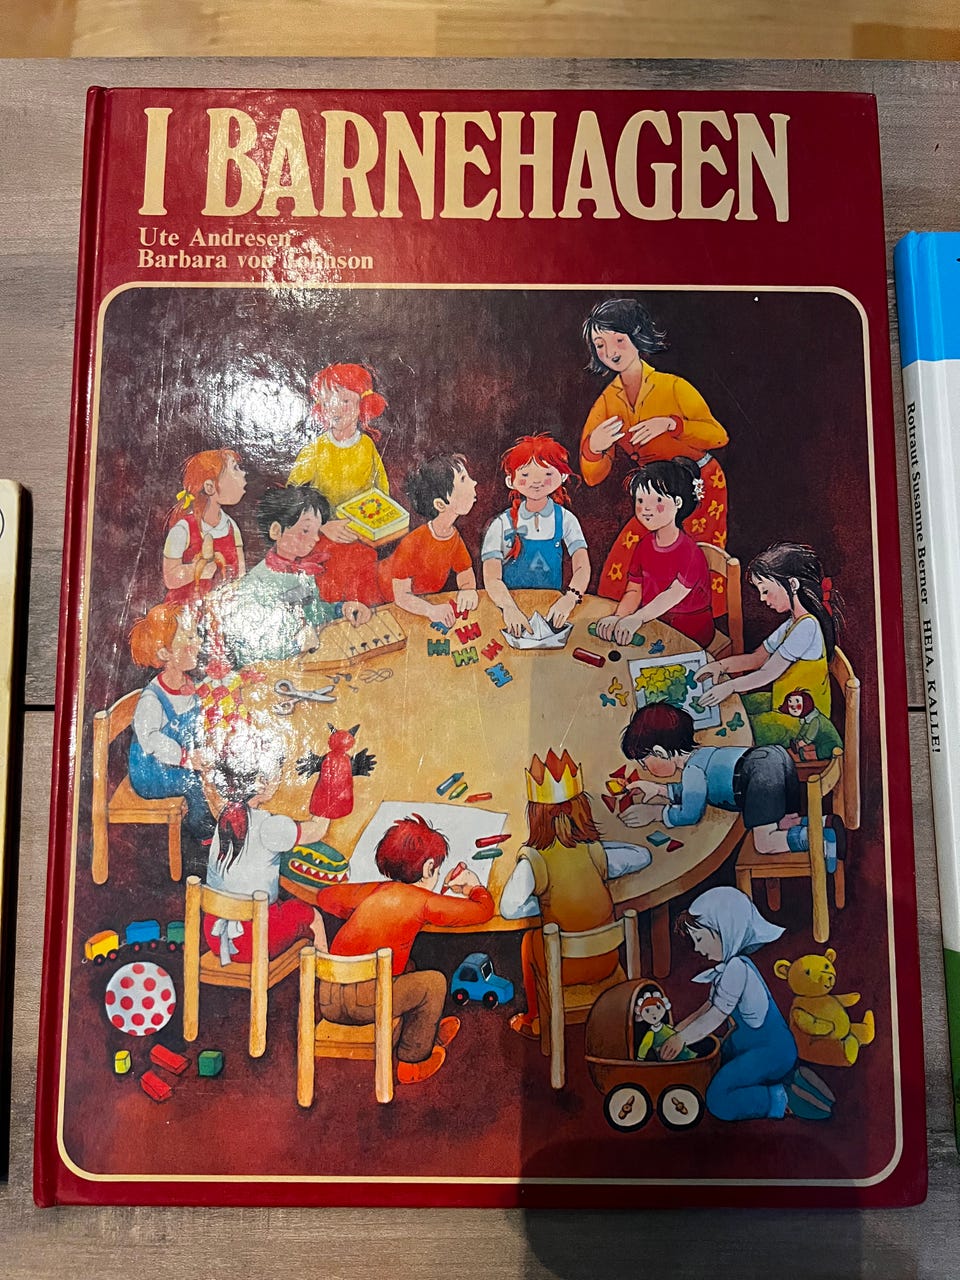 I BARNEHAGEN
Ute Andresen
Barbara von Johnson
Rotraut Susanne Berner HEIA, KALLE!
A